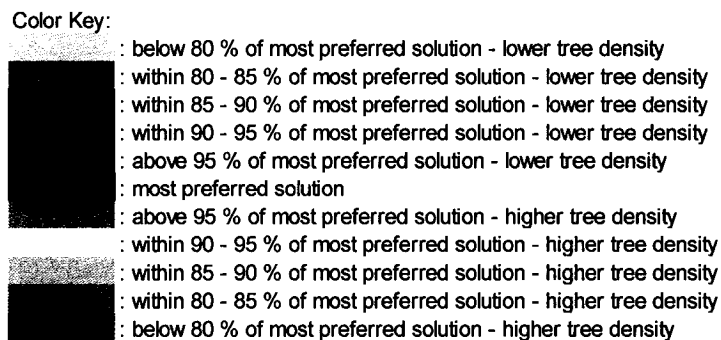 Color Key:
: below 80 % of most preferred solution - lower tree density
: within 80 - 85 % of most preferred solution - lower tree density
: within 85 - 90 % of most preferred solution - lower tree density
: within 90 - 95 % of most preferred solution - lower tree density
: above 95 % of most preferred solution - lower tree density
: most preferred solution
: above 95 % of most preferred solution - higher tree density
: within 90 - 95 % of most preferred solution - higher tree density
: within 85 - 90 % of most preferred solution - higher tree density
: within 80 - 85 % of most preferred solution - higher tree density
: below 80 % of most preferred solution - higher tree density